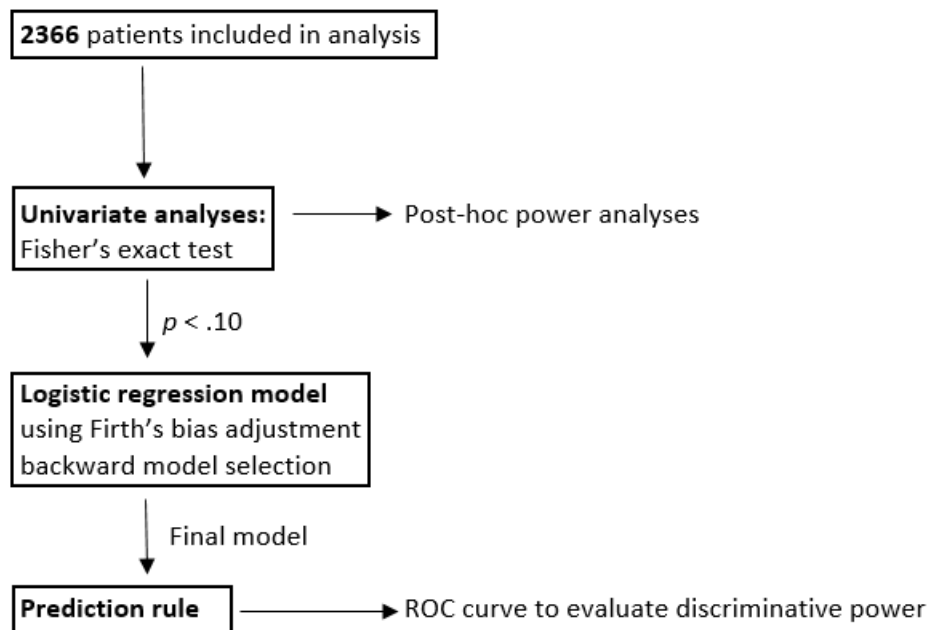 2366 patients included in analysis
Univariate analyses:
Fisher's exact test
Post-hoc power analyses
p < .10
Logistic regression model
using Firth's bias adjustment
backward model selection
Final model
Prediction rule
ROC curve to evaluate discriminative power